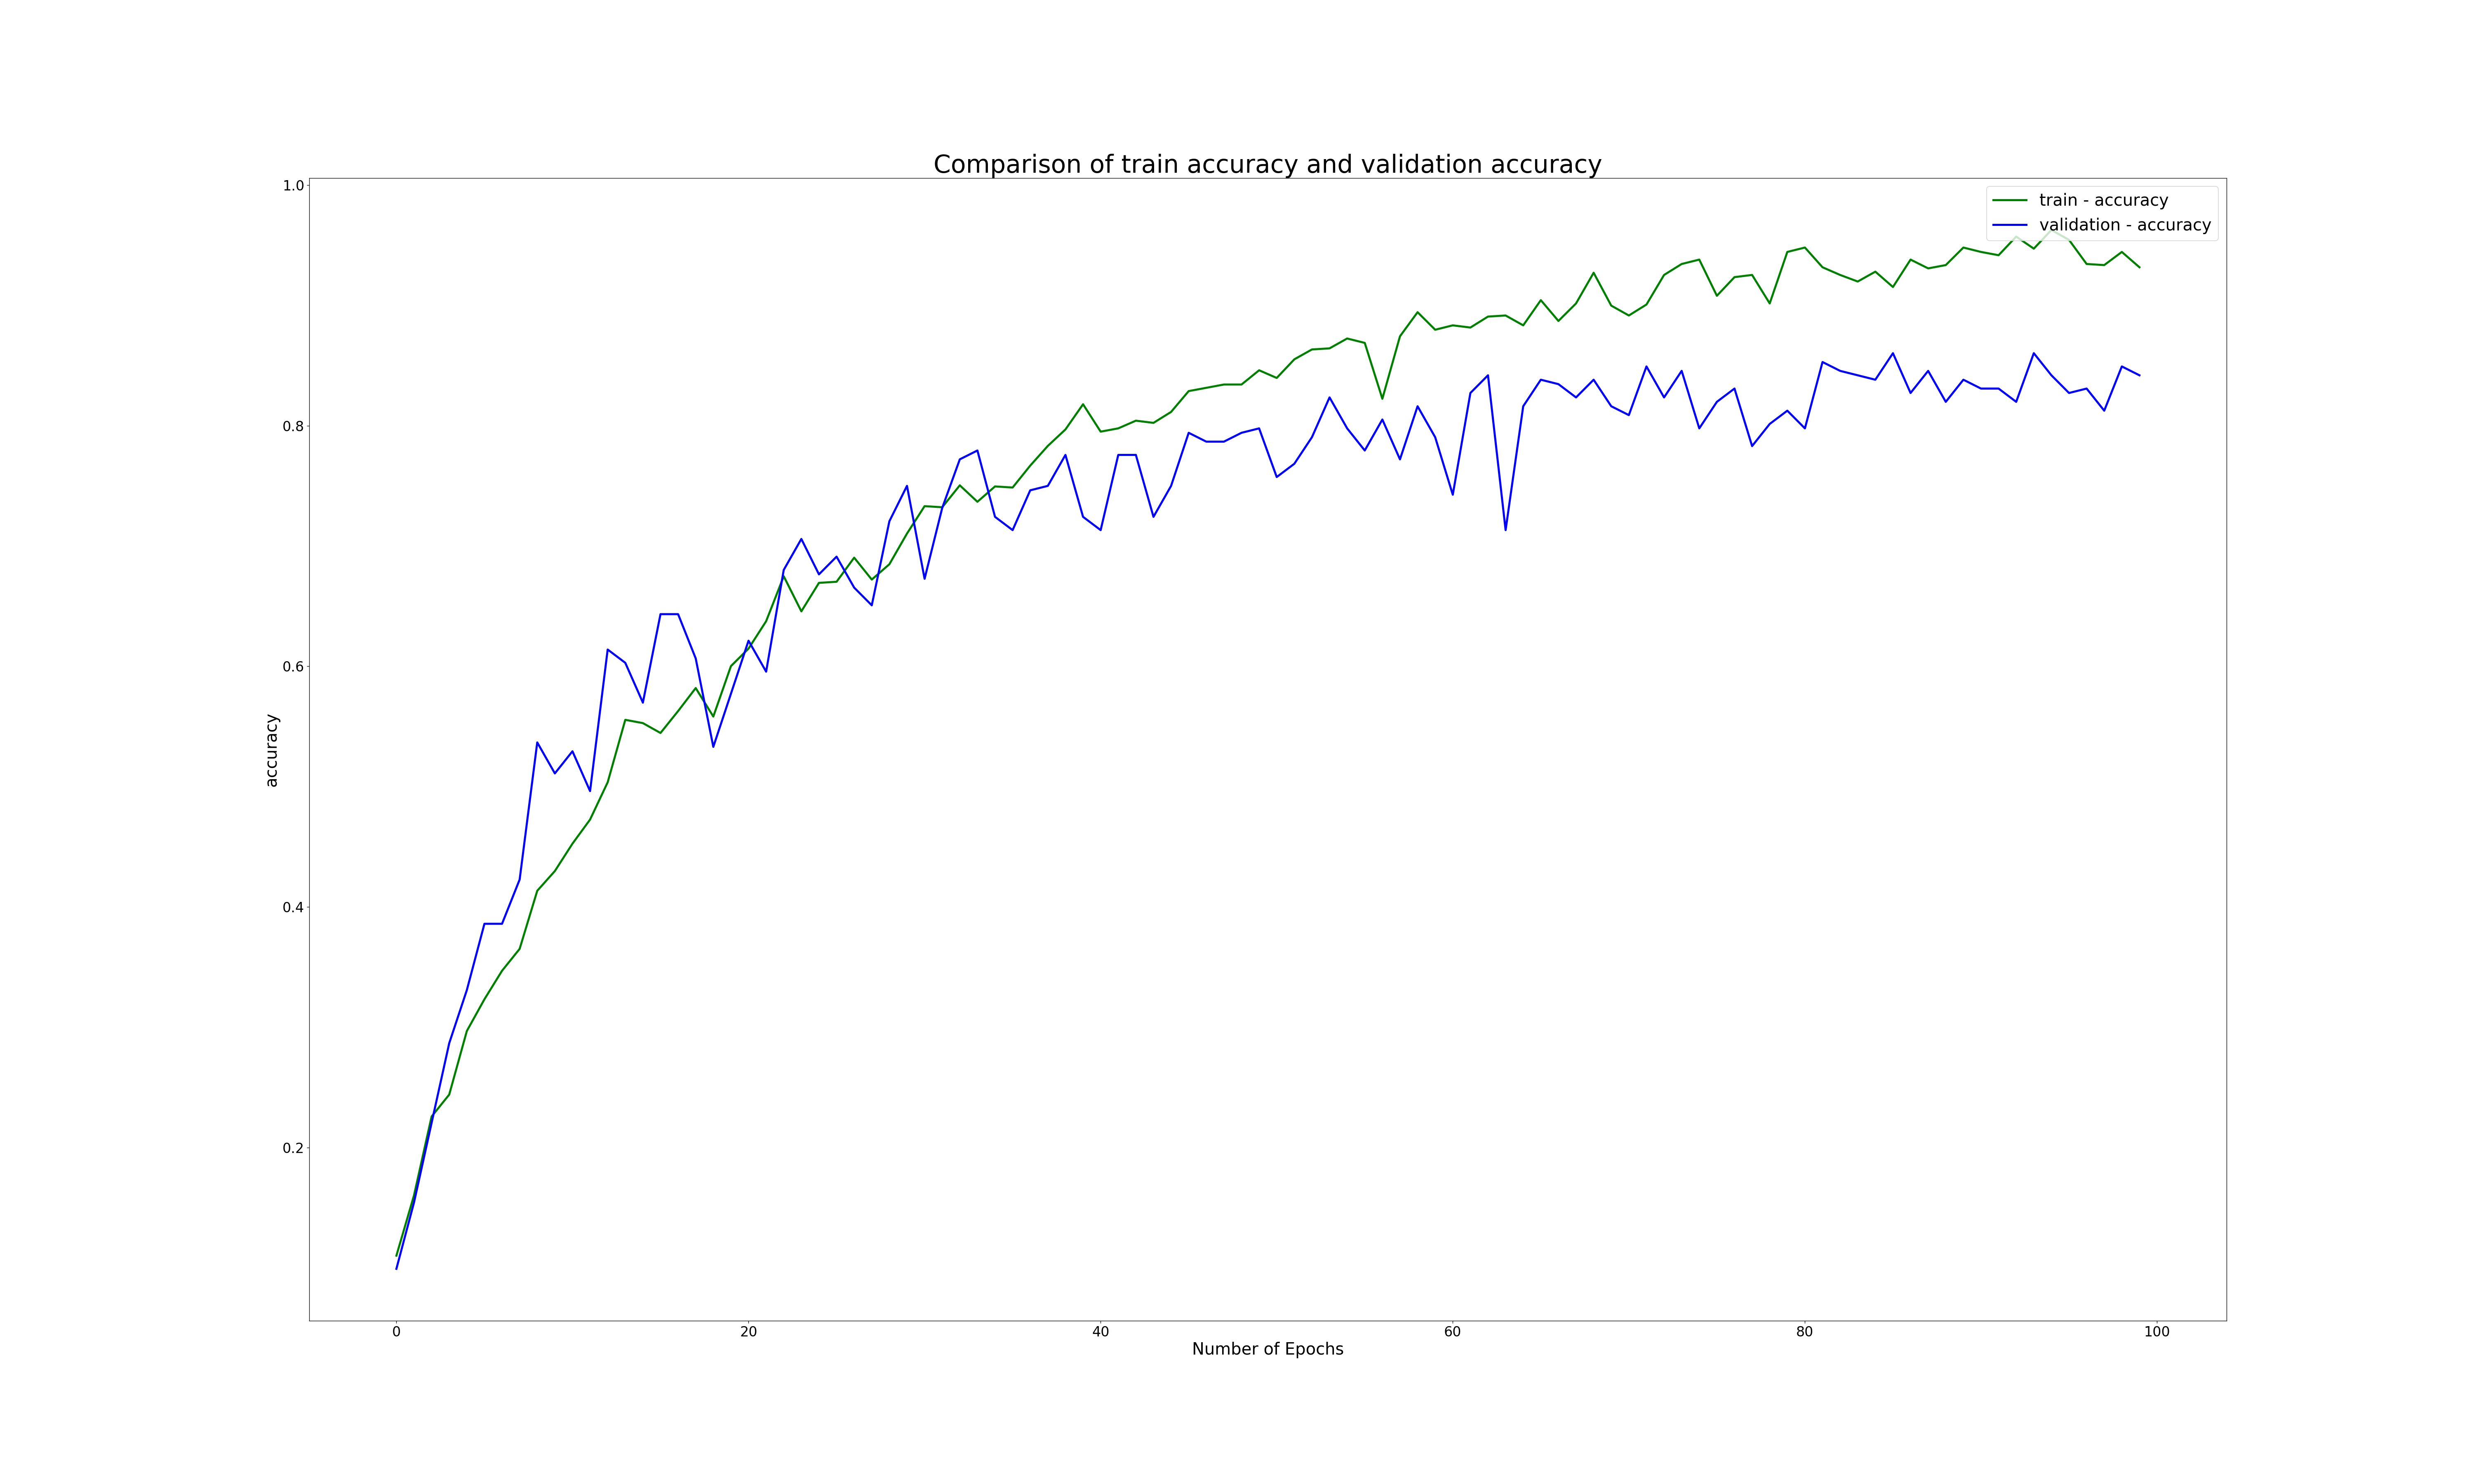 Comparison of train accuracy and validation accuracy
train - accuracy
validation - accuracy
1.0
0.8
0.6
0.4
0.2
accuracy
0 20 40 60 80 100
Number of Epochs